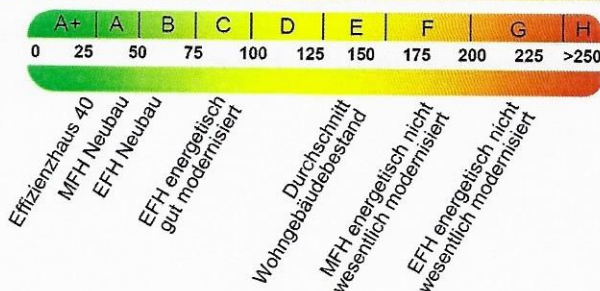 A+ A B C D E F G H
0 25 50 75 100 125 150 175 200 225 >250
Effizienzhaus 40
MFH Neubau
EFH Neubau
EFH energetisch
gut modernisiert
Durchschnitt
Wohngebäudebestand
MFH energetisch nicht
wesentlich modernisiert
EFH energetisch nicht
wesentlich modernisiert